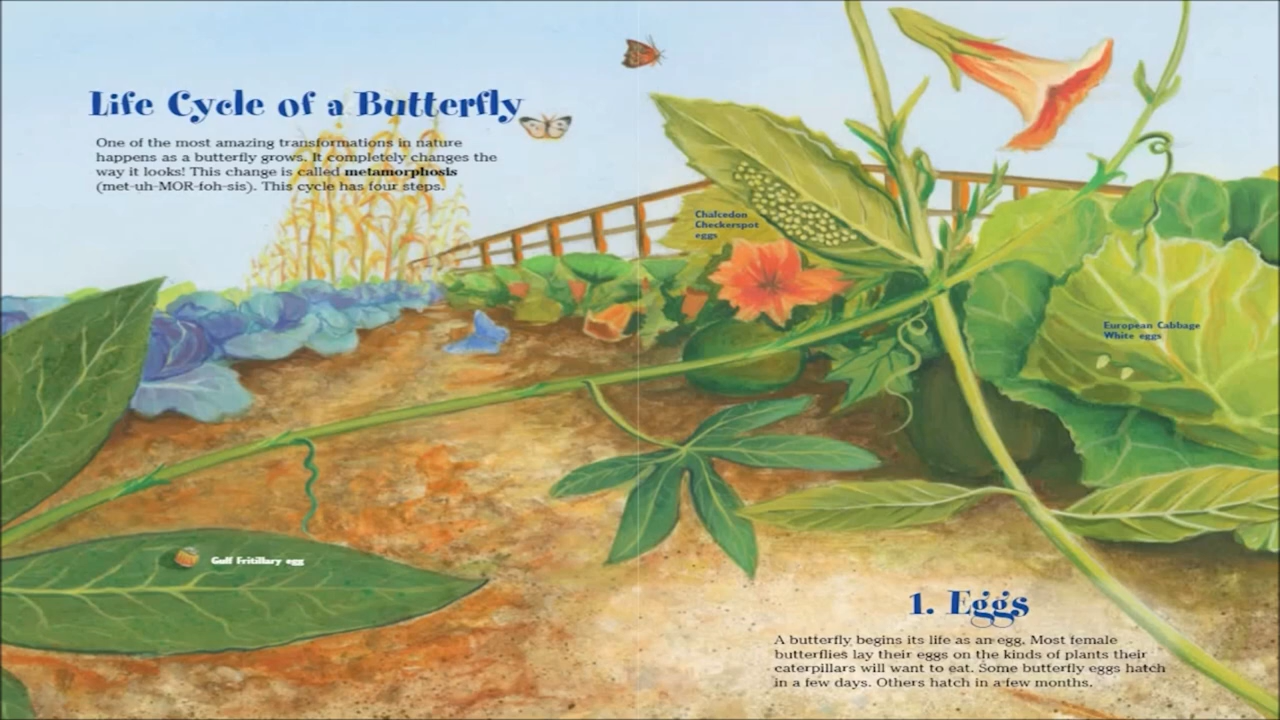 Life Cycle of a Butterfly
One of the most amazing transformations in nature
happens as a butterfly grows. It completely changes the
way it looks! This change is called metamorphosis
(met-uh-MOR-foh-sis). This cycle has four steps.
Chalcedon
Checkerspot
eggs
European Cabbage
White eggs
Gulf Fritillary egg
1. Eggs
A butterfly begins its life as an egg. Most female
butterflies lay their eggs on the kinds of plants their
caterpillars will want to eat. Some butterfly eggs hatch
in a few days. Others hatch in a few months.